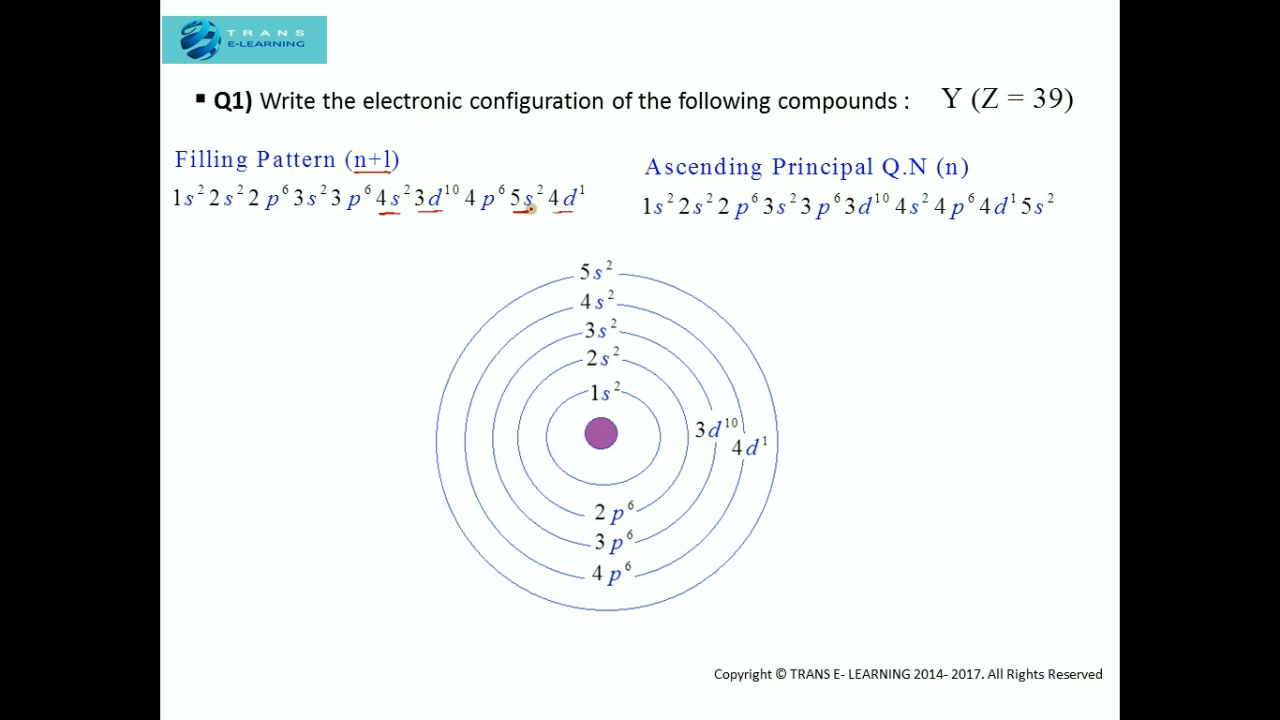 TRANS
E-LEARNING
▪ Q1) Write the electronic configuration of the following compounds : Y (Z = 39)
Filling Pattern (n+l)
1s² 2s² 2p⁶ 3s² 3p⁶ 4s² 3d¹⁰ 4p⁶ 5s² 4d¹
Ascending Principal Q.N (n)
1s² 2s² 2p⁶ 3s² 3p⁶ 3d¹⁰ 4s² 4p⁶ 4d¹ 5s²
5s²
4s²
3s²
2s²
1s²
3d¹⁰
4d¹
2p⁶
3p⁶
4p⁶
Copyright © TRANS E- LEARNING 2014- 2017. All Rights Reserved